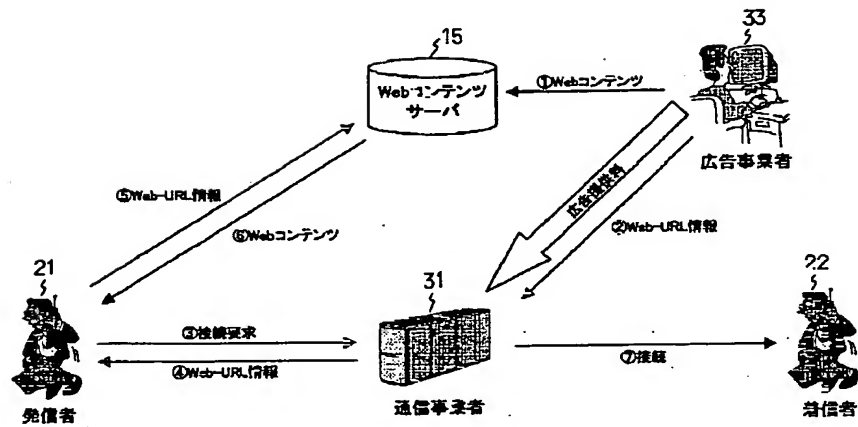 15
33
Webコンテンツ
サーバ
①Webコンテンツ
広告事業者
広告提供料
②Web-URL情報
⑤Web-URL情報
⑥Webコンテンツ
21
31
22
③接続要求
④Web-URL情報
⑦接続
発信者
通信事業者
着信者